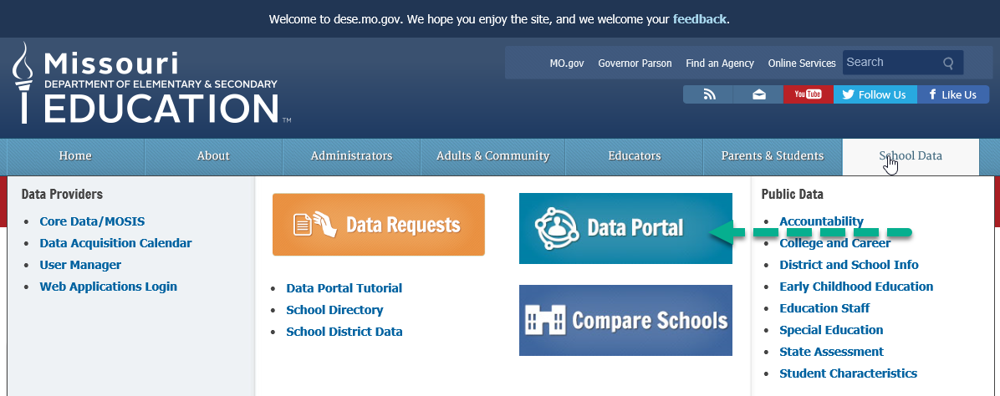 Welcome to dese.mo.gov. We hope you enjoy the site, and we welcome your feedback.
Missouri
DEPARTMENT OF ELEMENTARY & SECONDARY
EDUCATION™
MO.gov Governor Parson Find an Agency Online Services Search
YouTube Follow Us Like Us
Home About Administrators Adults & Community Educators Parents & Students School Data
Data Providers
• Core Data/MOSIS
• Data Acquisition Calendar
• User Manager
• Web Applications Login
Data Requests
• Data Portal Tutorial
• School Directory
• School District Data
Data Portal
Compare Schools
Public Data
• Accountability
• College and Career
• District and School Info
• Early Childhood Education
• Education Staff
• Special Education
• State Assessment
• Student Characteristics